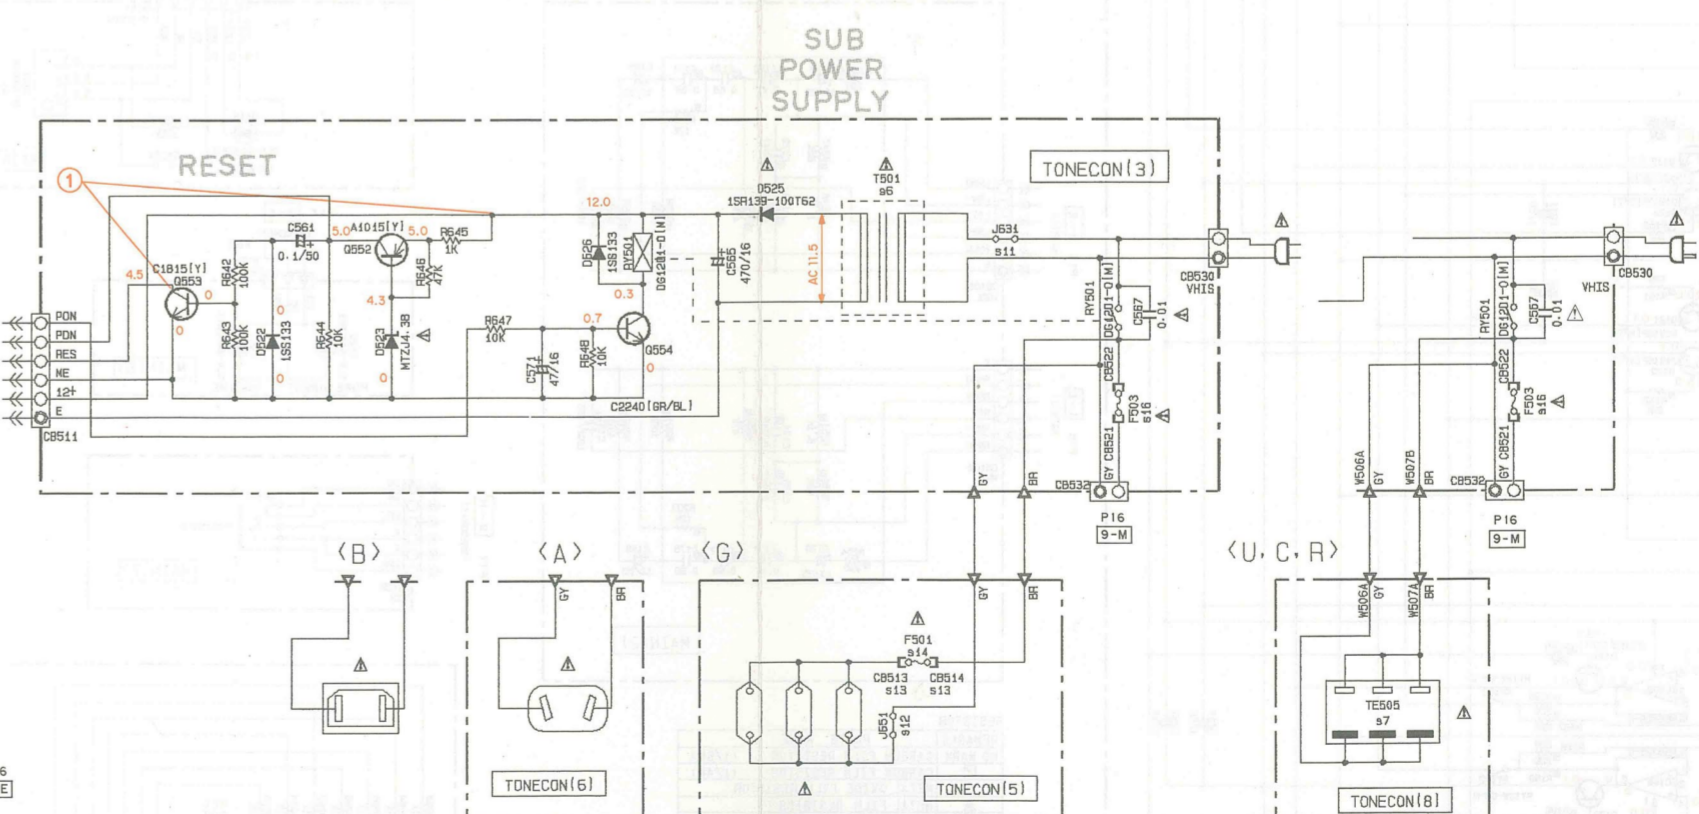 SUB
POWER
SUPPLY
RESET
TONECON(3)
1
D525
1SR139-100T62
T501
s6
12.0
C561
0.1/50
5.0
A1015[Y]
Q552
5.0
R645
1K
R646
47K
D526
1SS133
RY501
DG12D1-O[M]
C565
470/16
AC 11.5
J631
s11
4.5
C1815[Y]
Q553
0
0
R642
100K
R643
100K
0
D522
1SS133
0
R644
10K
4.3
D523
MTZJ4.3B
0
R647
10K
C571
47/16
0.7
R648
10K
0.3
Q554
0
C2240[GR/BL]
PON
PDN
RES
ME
12+
E
CB511
RY501
DG12D1-O[M]
C567
0.01
CB522
F503
s16
CB521
GY
CB530
VHIS
GY
BR
CB532
P16
9-M
RY501
DG12D1-O[M]
C567
0.01
CB522
F503
s16
CB521
GY
CB530
VHIS
W506A
GY
W507B
BR
CB532
P16
9-M
<B>
<A>
<G>
<U, C, R>
GY
BR
TONECON(6)
GY
BR
F501
s14
CB513
s13
CB514
s13
J651
s12
TONECON(5)
W506A
GY
W507A
BR
TE505
s7
TONECON(8)
6
E